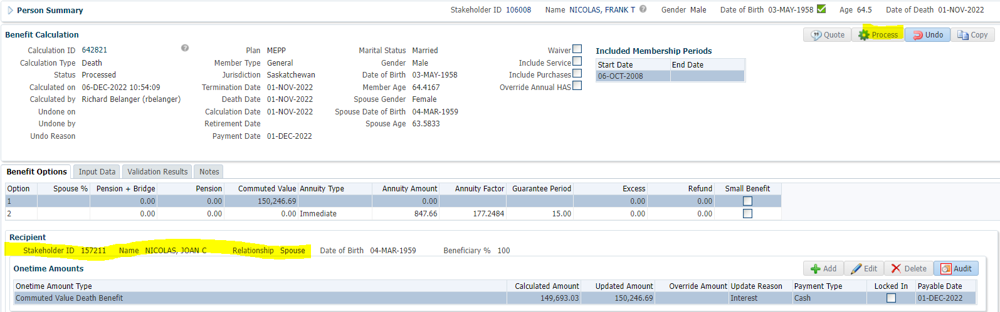 Person Summary Stakeholder ID 106008 Name NICOLAS, FRANK T Gender Male Date of Birth 03-MAY-1958 Age 64.5 Date of Death 01-NOV-2022
Benefit Calculation Quote Process Undo Copy
Calculation ID 642821 Plan MEPP Marital Status Married Waiver Included Membership Periods
Calculation Type Death Member Type General Gender Male Include Service Start Date End Date
Status Processed Jurisdiction Saskatchewan Date of Birth 03-MAY-1958 Include Purchases 06-OCT-2008
Calculated on 06-DEC-2022 10:54:09 Termination Date 01-NOV-2022 Member Age 64.4167 Override Annual HAS
Calculated by Richard Belanger (rbelanger) Death Date 01-NOV-2022 Spouse Gender Female
Undone on Calculation Date 01-NOV-2022 Spouse Date of Birth 04-MAR-1959
Undone by Retirement Date Spouse Age 63.5833
Undo Reason Payment Date 01-DEC-2022
Benefit Options Input Data Validation Results Notes
Option Spouse % Pension + Bridge Pension Commuted Value Annuity Type Annuity Amount Annuity Factor Guarantee Period Excess Refund Small Benefit
1 0.00 0.00 150,246.69 0.00 0.00 0.00
2 0.00 0.00 0.00 Immediate 847.66 177.2484 15.00 0.00 0.00
Recipient
Stakeholder ID 157211 Name NICOLAS, JOAN C Relationship Spouse Date of Birth 04-MAR-1959 Beneficiary % 100
Onetime Amounts Add Edit Delete Audit
Onetime Amount Type Calculated Amount Updated Amount Override Amount Update Reason Payment Type Locked In Payable Date
Commuted Value Death Benefit 149,693.03 150,246.69 Interest Cash 01-DEC-2022